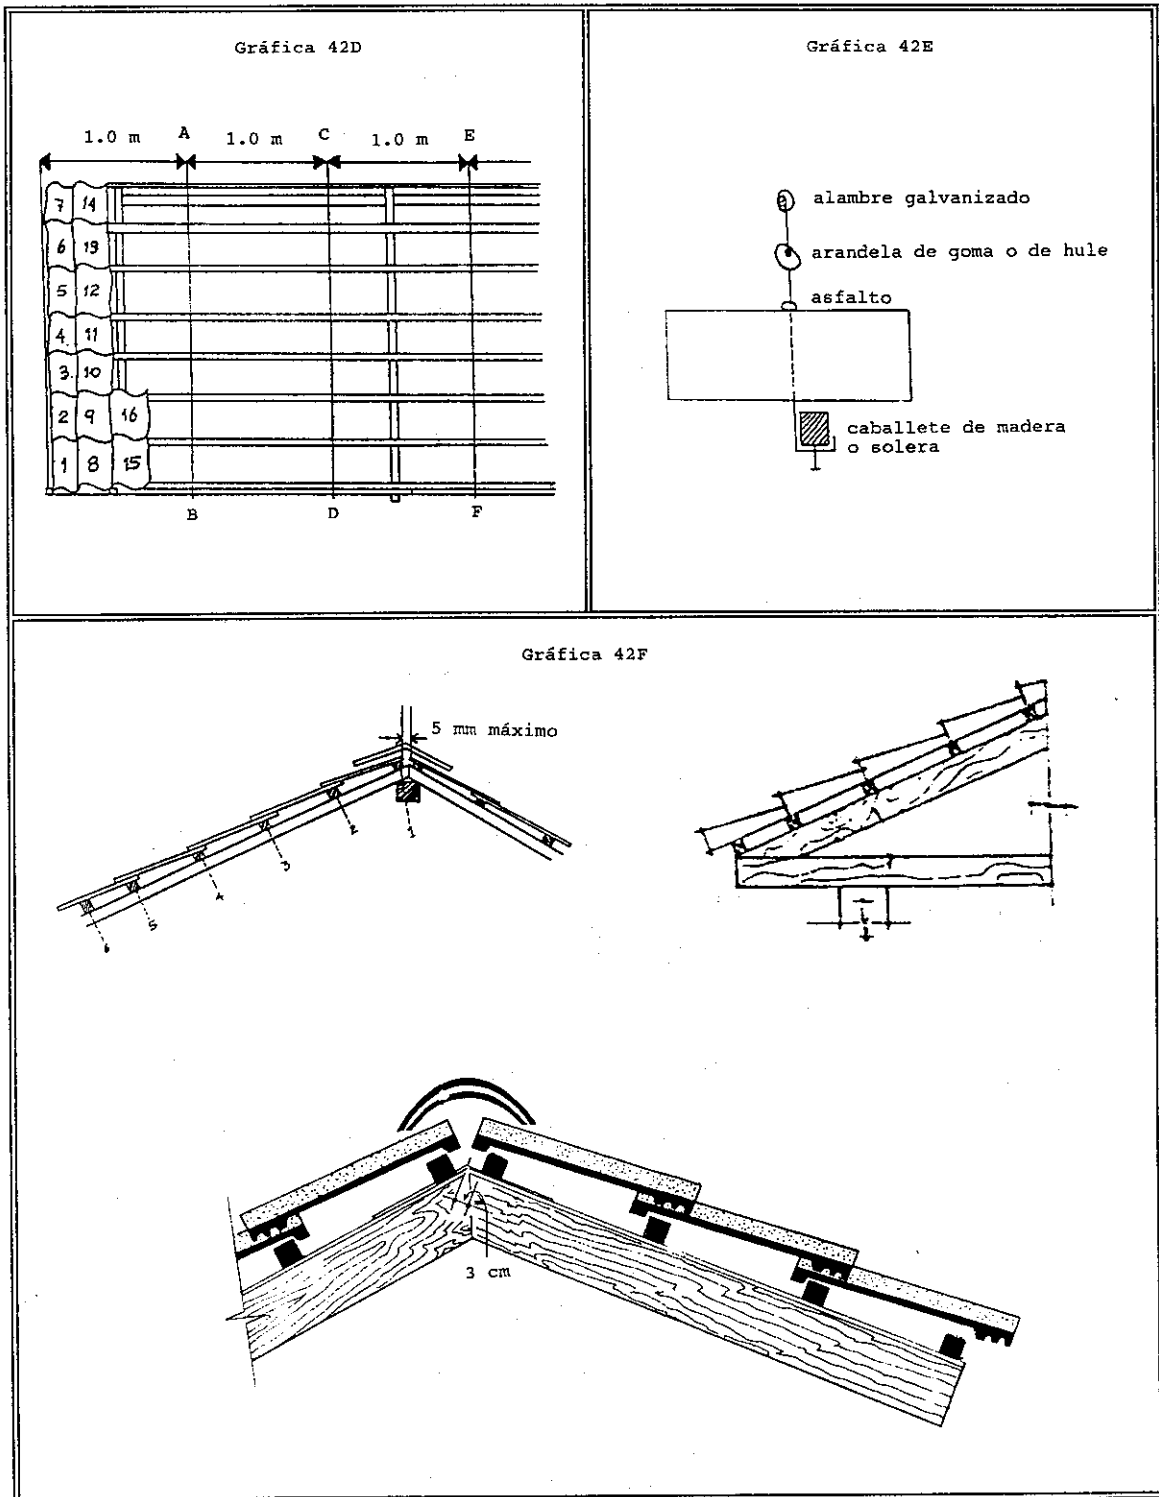 Gráfica 42D
1.0 m A 1.0 m C 1.0 m E
7 14
6 13
5 12
4 11
3 10
2 9 16
1 8 15
B D F
Gráfica 42E
alambre galvanizado
arandela de goma o de hule
asfalto
caballete de madera
o solera
Gráfica 42F
5 mm máximo
1
2
3
4
5
6
3 cm